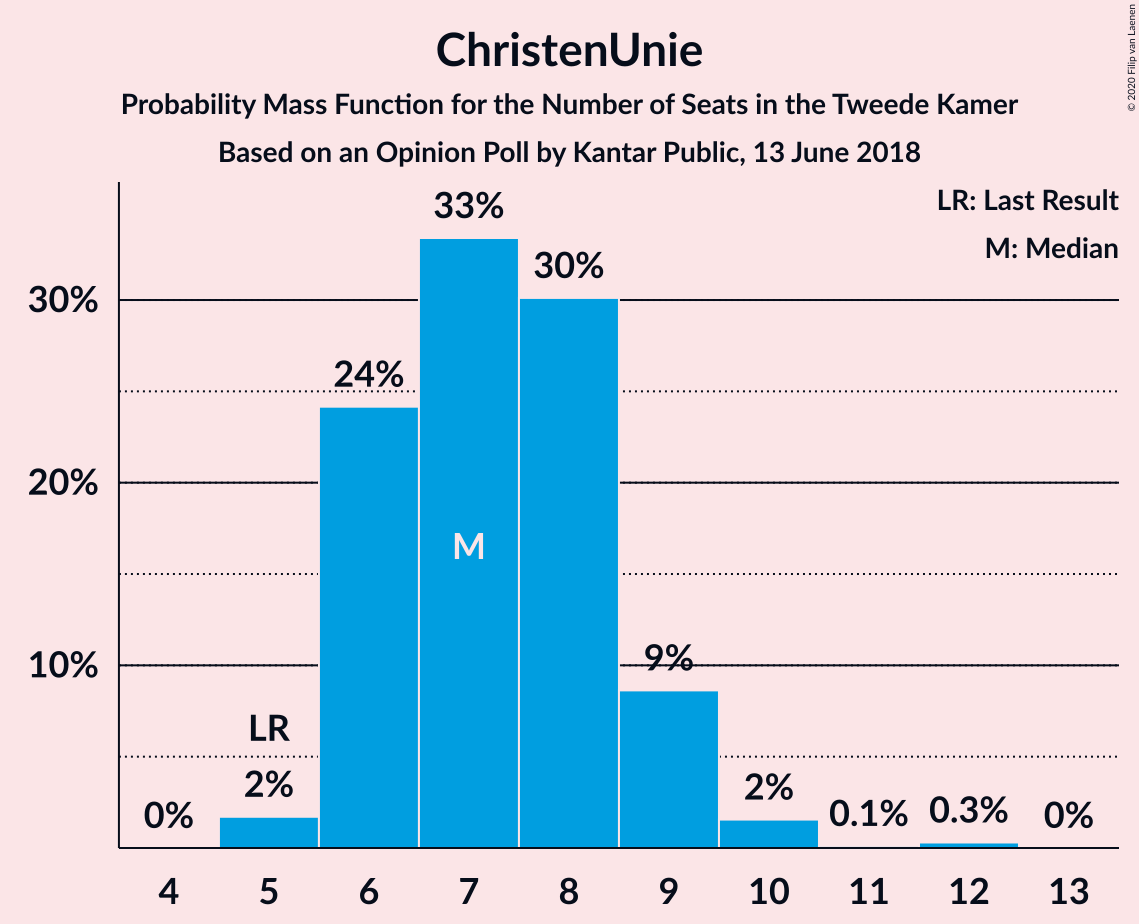 ChristenUnie
Probability Mass Function for the Number of Seats in the Tweede Kamer
Based on an Opinion Poll by Kantar Public, 13 June 2018
© 2020 Filip van Laenen
LR: Last Result
M: Median
33%
30%
30%
24%
20%
M
10%
9%
LR
0%
2%
2%
0.1%
0.3%
0%
4 5 6 7 8 9 10 11 12 13